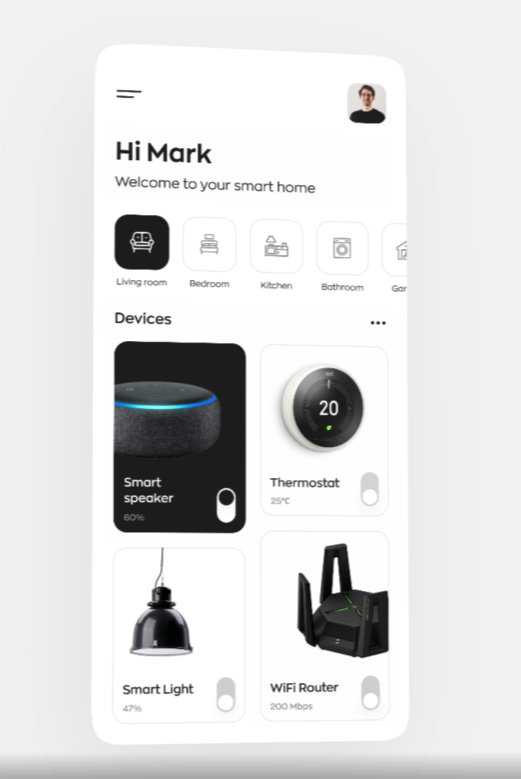 Hi Mark
Welcome to your smart home
Living room
Bedroom
Kitchen
Bathroom
Gar
Devices
20
Smart
speaker
60%
Thermostat
25°C
Smart Light
47%
WiFi Router
200 Mbps